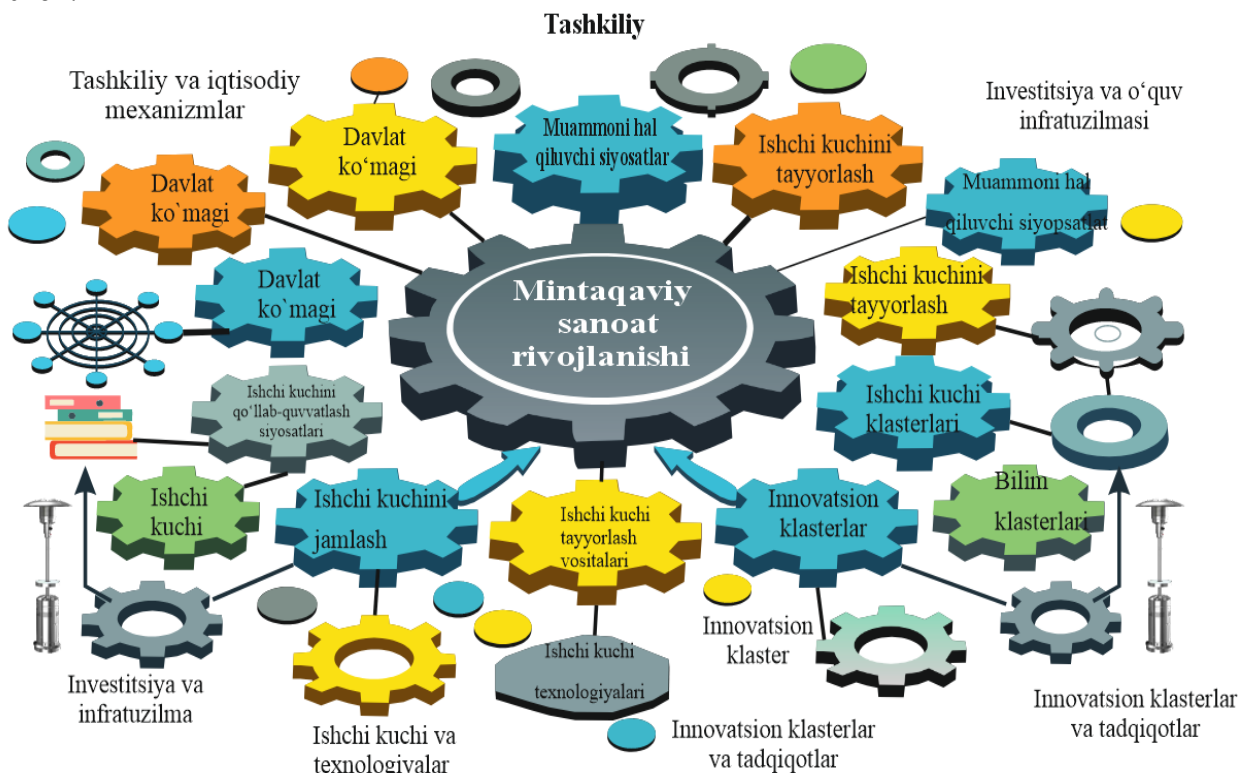 Tashkiliy
Tashkiliy va iqtisodiy
mexanizmlar
Investitsiya va o‘quv
infratuzilmasi
Davlat
ko‘magi
Muammoni hal
qiluvchi siyosatlar
Ishchi kuchini
tayyorlash
Davlat
ko`magi
Muammoni hal
qiluvchi siyopsatlat
Davlat
ko`magi
Mintaqaviy
sanoat
rivojlanishi
Ishchi kuchini
tayyorlash
Ishchi kuchini
qo‘llab-quvvatlash
siyosatlari
Ishchi kuchi
klasterlari
Ishchi
kuchi
Ishchi kuchini
jamlash
Ishchi kuchi
tayyorlash
vositalari
Innovatsion
klasterlar
Bilim
klasterlari
Investitsiya va
infratuzilma
Ishchi kuchi va
texnologiyalar
Ishchi kuchi
texnologiyalari
Innovatsion
klaster
Innovatsion klasterlar
va tadqiqotlar
Innovatsion klasterlar
va tadqiqotlar